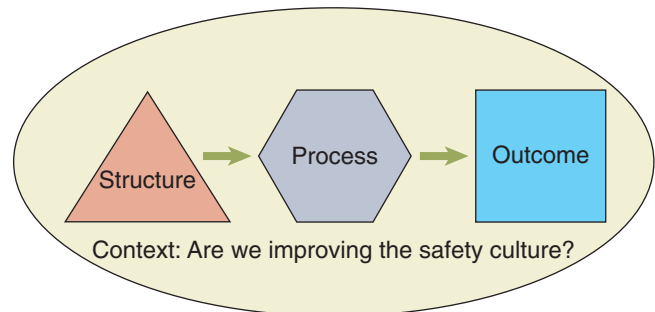 Structure
Process
Outcome
Context: Are we improving the safety culture?